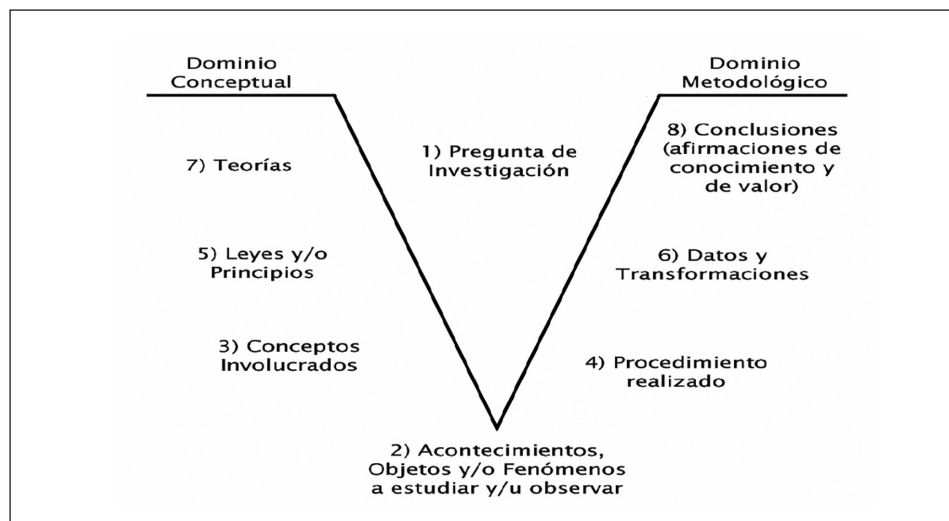 Dominio
Conceptual
Dominio
Metodológico
1) Pregunta de
Investigación
8) Conclusiones
(afirmaciones de
conocimiento y
de valor)
7) Teorías
5) Leyes y/o
Principios
6) Datos y
Transformaciones
3) Conceptos
Involucrados
4) Procedimiento
realizado
2) Acontecimientos,
Objetos y/o Fenómenos
a estudiar y/u observar